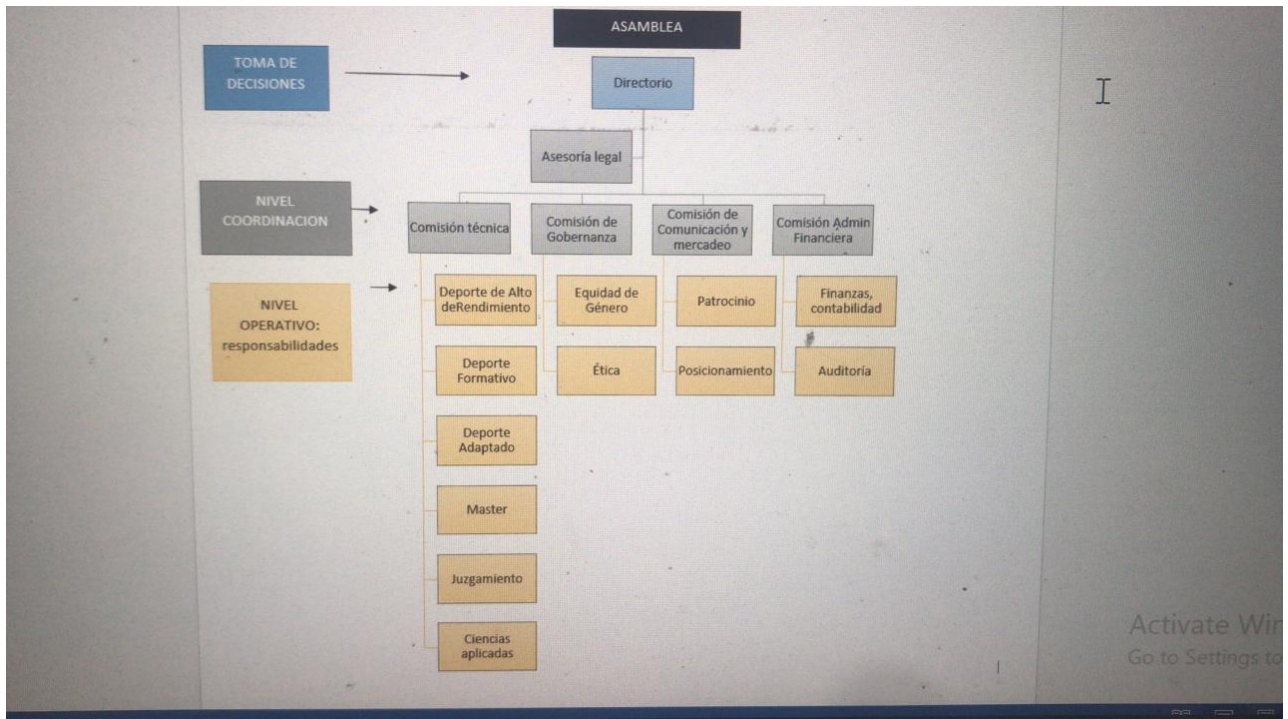 ASAMBLEA
TOMA DE
DECISIONES
Directorio
Asesoría legal
NIVEL
COORDINACION
Comisión técnica
Comisión de
Gobernanza
Comisión de
Comunicación y
mercadeo
Comisión Admin
Financiera
NIVEL
OPERATIVO:
responsabilidades
Deporte de Alto
deRendimiento
Equidad de
Género
Patrocinio
Finanzas,
contabilidad
Deporte
Formativo
Ética
Posicionamiento
Auditoría
Deporte
Adaptado
Master
Juzgamiento
Ciencias
aplicadas
Activate Win
Go to Settings to